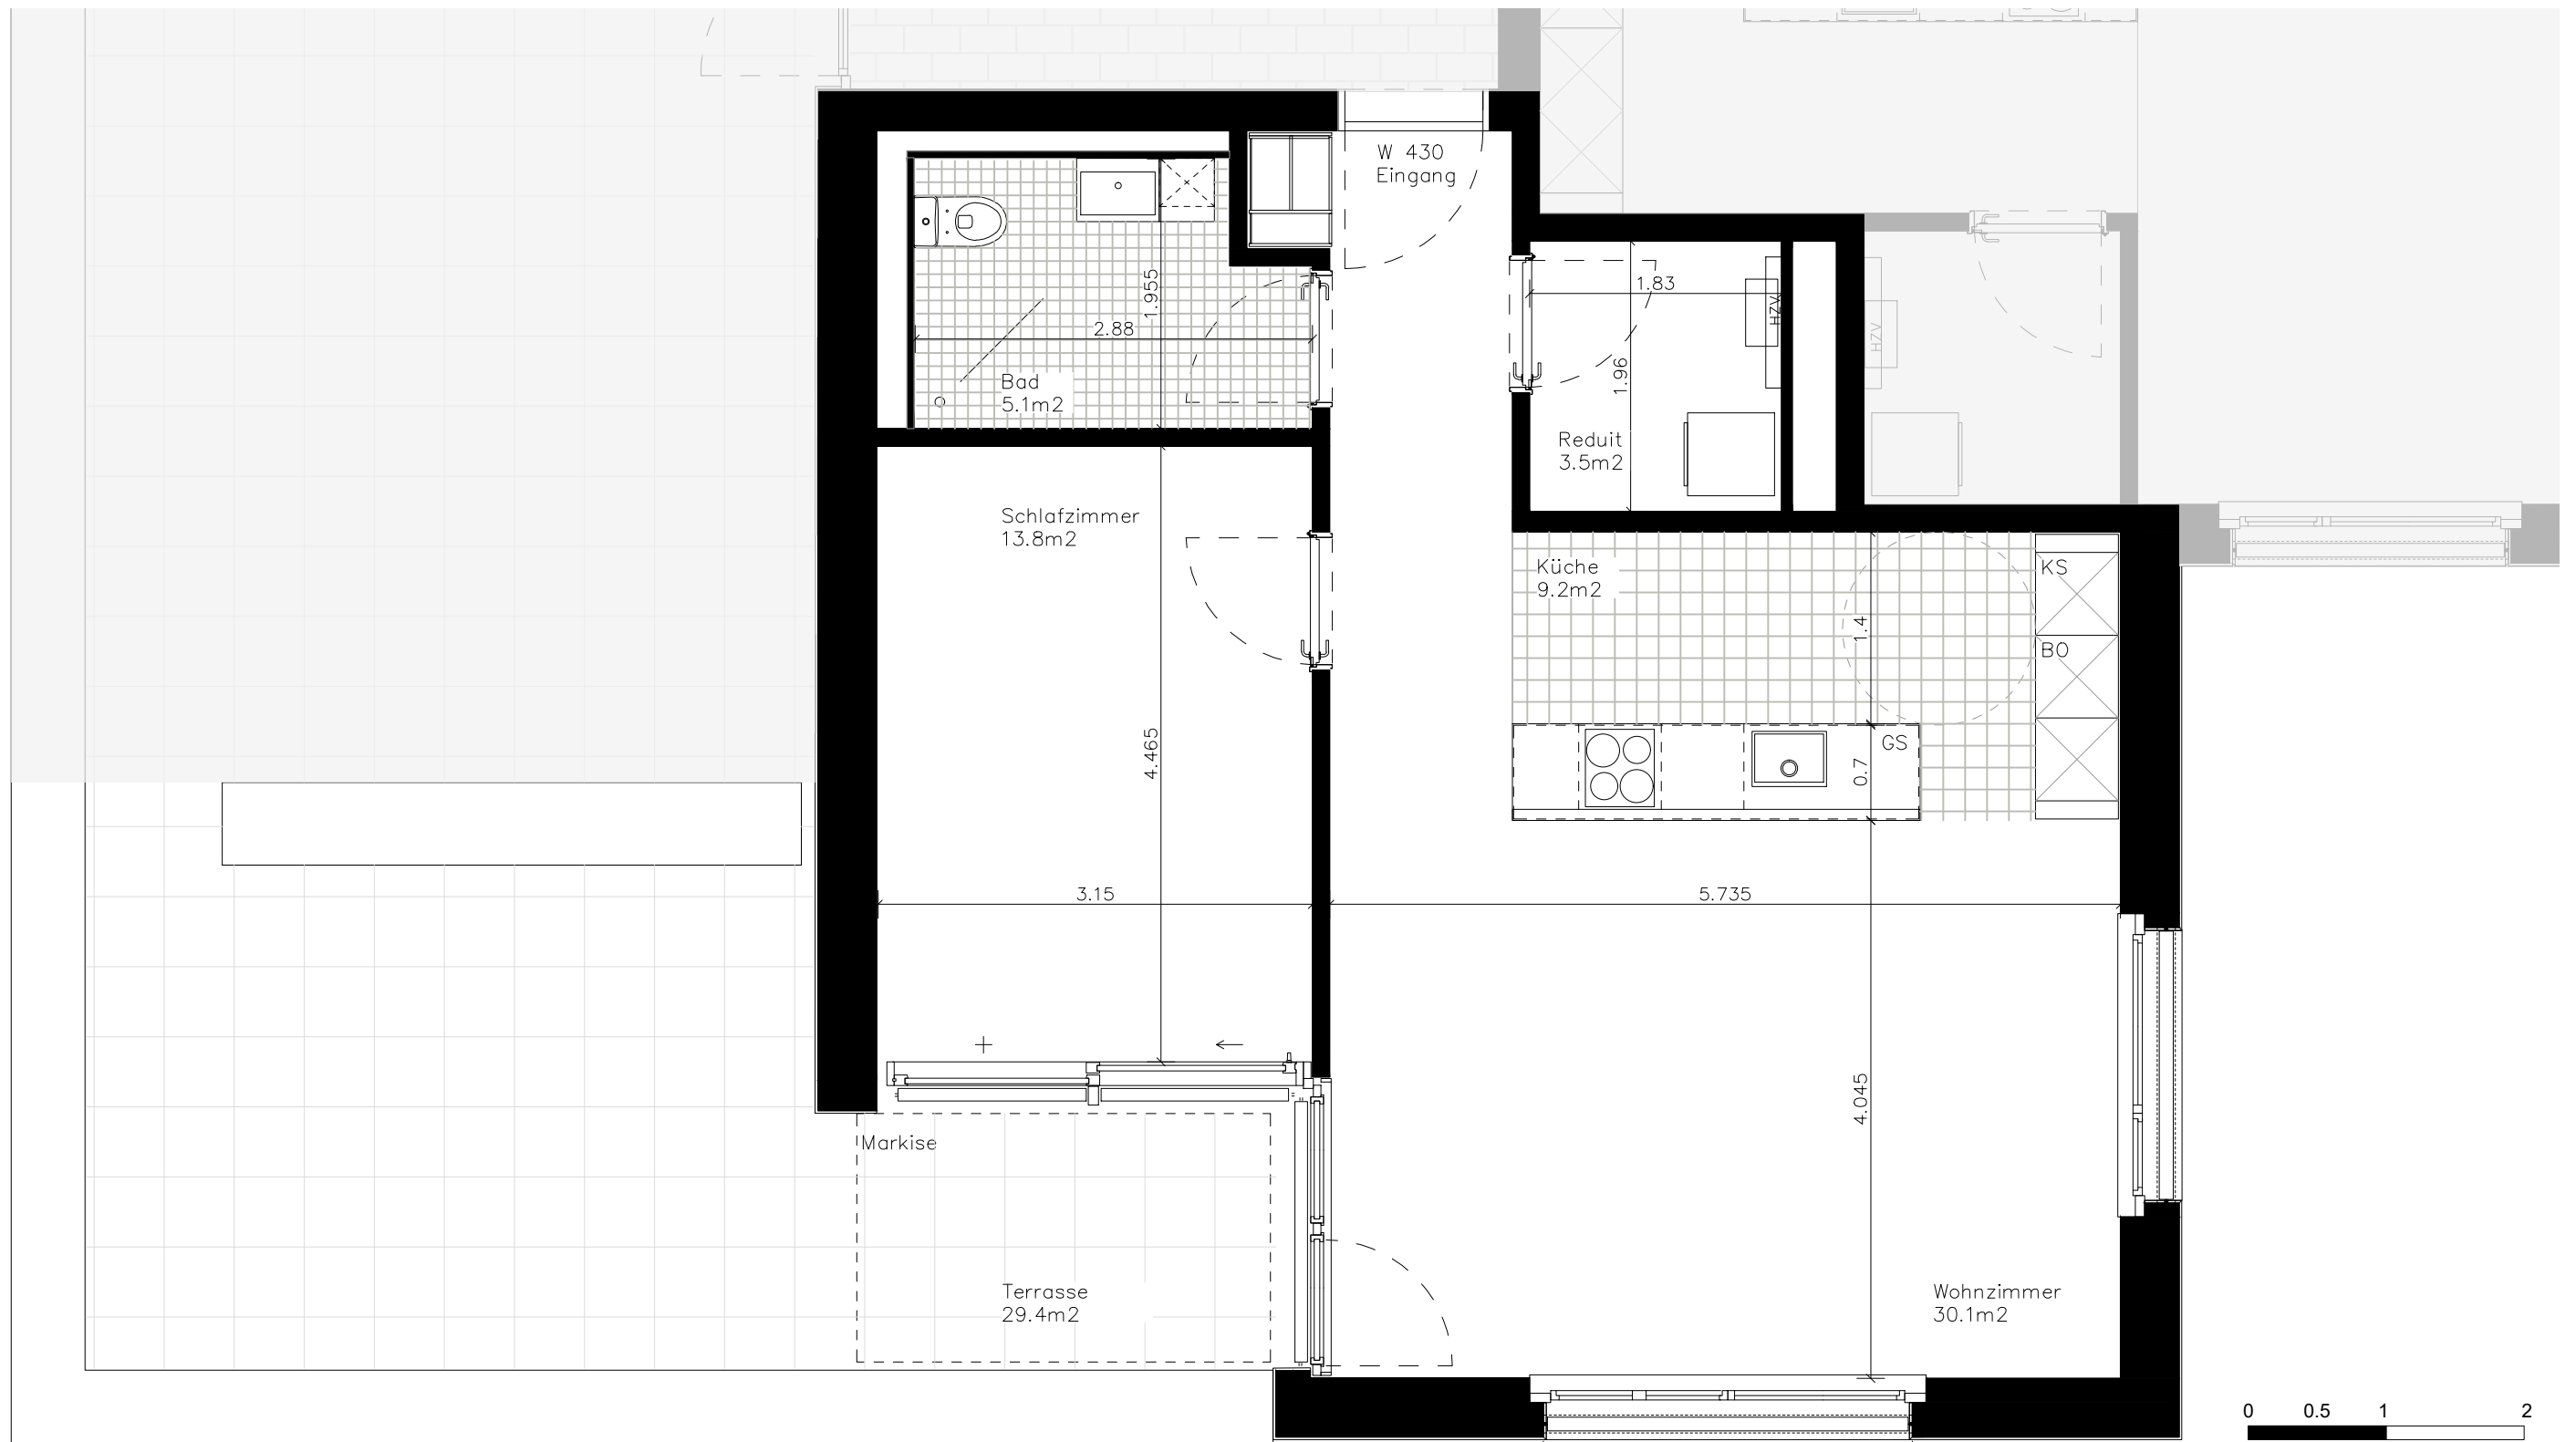 W 430
Eingang
1.83
HZV
HZV
1.955
2.88
1.96
Bad
5.1m2
Reduit
3.5m2
Schlafzimmer
13.8m2
Küche
9.2m2
KS
1.4
BO
GS
0.7
4.465
3.15
5.735
4.045
Markise
Terrasse
29.4m2
Wohnzimmer
30.1m2
0 0.5 1 2